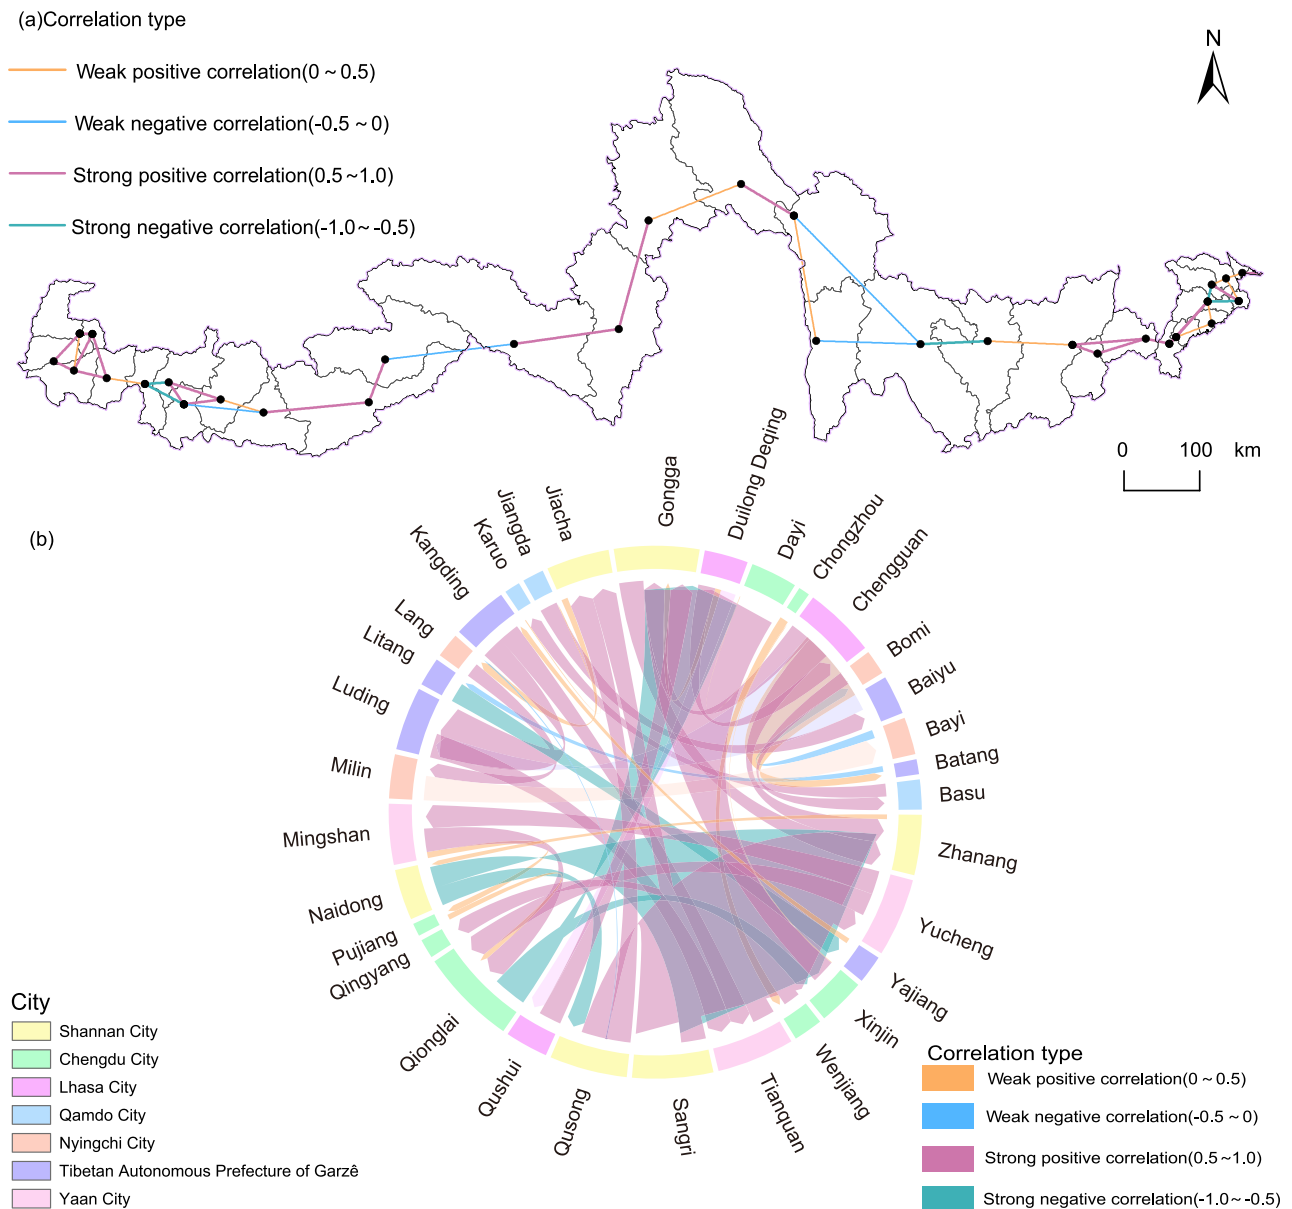 (a)Correlation type
Weak positive correlation(0～0.5)
Weak negative correlation(-0.5～0)
Strong positive correlation(0.5~1.0)
Strong negative correlation(-1.0～-0.5)
N
0 100 km
(b)
Gongga
Duilong Deqing
Dayi
Chongzhou
Chengguan
Bomi
Baiyu
Bayi
Batang
Basu
Zhanang
Yucheng
Yajiang
Xinjin
Wenjiang
Tianquan
Sangri
Qusong
Qushui
Qionglai
Qingyang
Pujiang
Naidong
Mingshan
Milin
Luding
Litang
Lang
Kangding
Karuo
Jiangda
Jiacha
City
Shannan City
Chengdu City
Lhasa City
Qamdo City
Nyingchi City
Tibetan Autonomous Prefecture of Garzê
Yaan City
Correlation type
Weak positive correlation(0～0.5)
Weak negative correlation(-0.5～0)
Strong positive correlation(0.5~1.0)
Strong negative correlation(-1.0～-0.5)